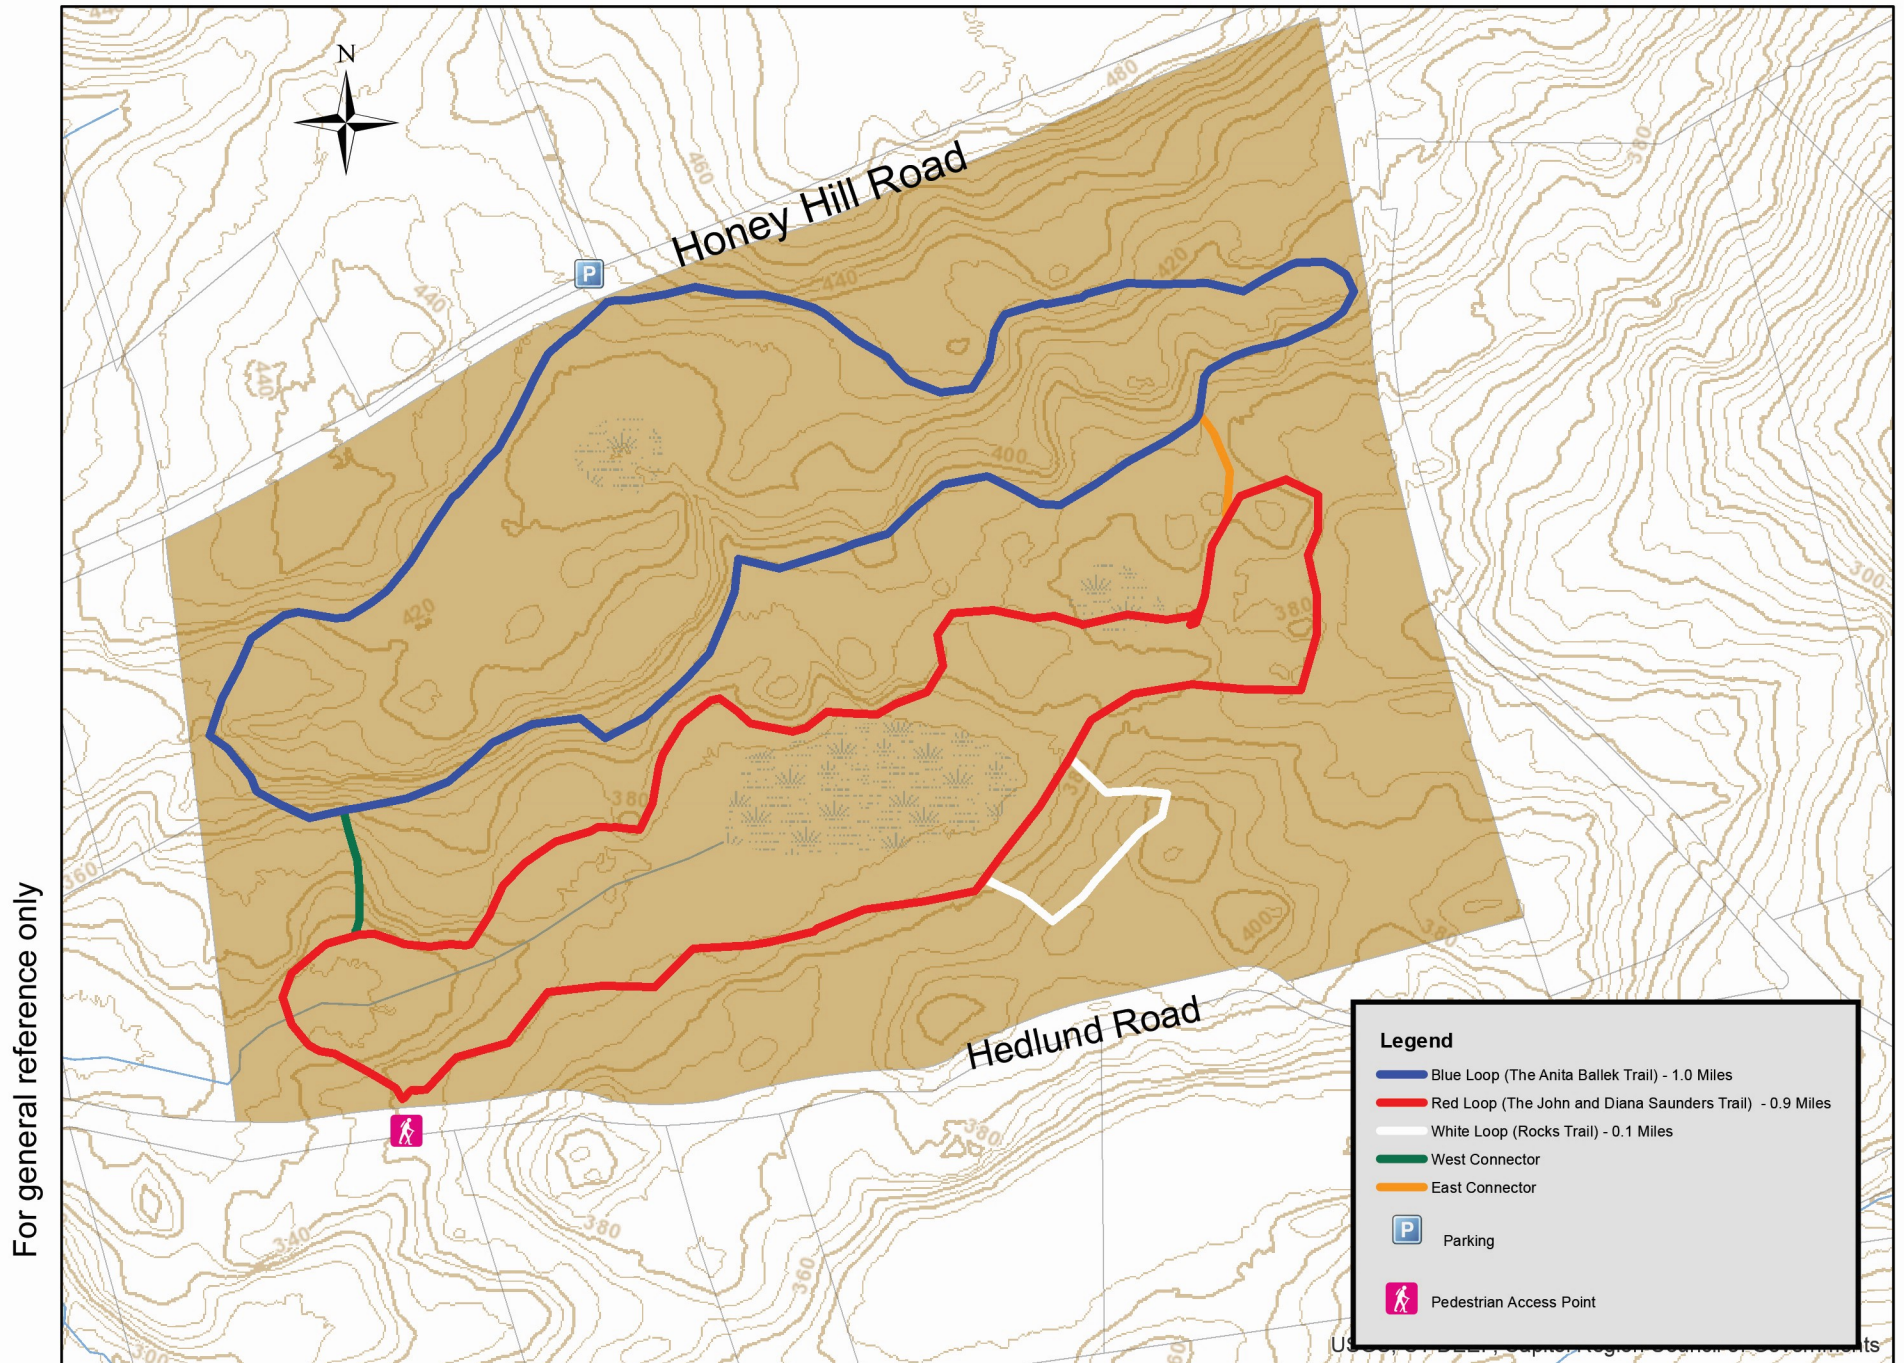 N
480
460
380
Honey Hill Road
440
440
420
440
400
300
420
380
380
380
360
400
380
For general reference only
Hedlund Road
Legend
Blue Loop (The Anita Ballek Trail) - 1.0 Miles
Red Loop (The John and Diana Saunders Trail) - 0.9 Miles
White Loop (Rocks Trail) - 0.1 Miles
West Connector
East Connector
P Parking
Pedestrian Access Point
380
380
340
360
300